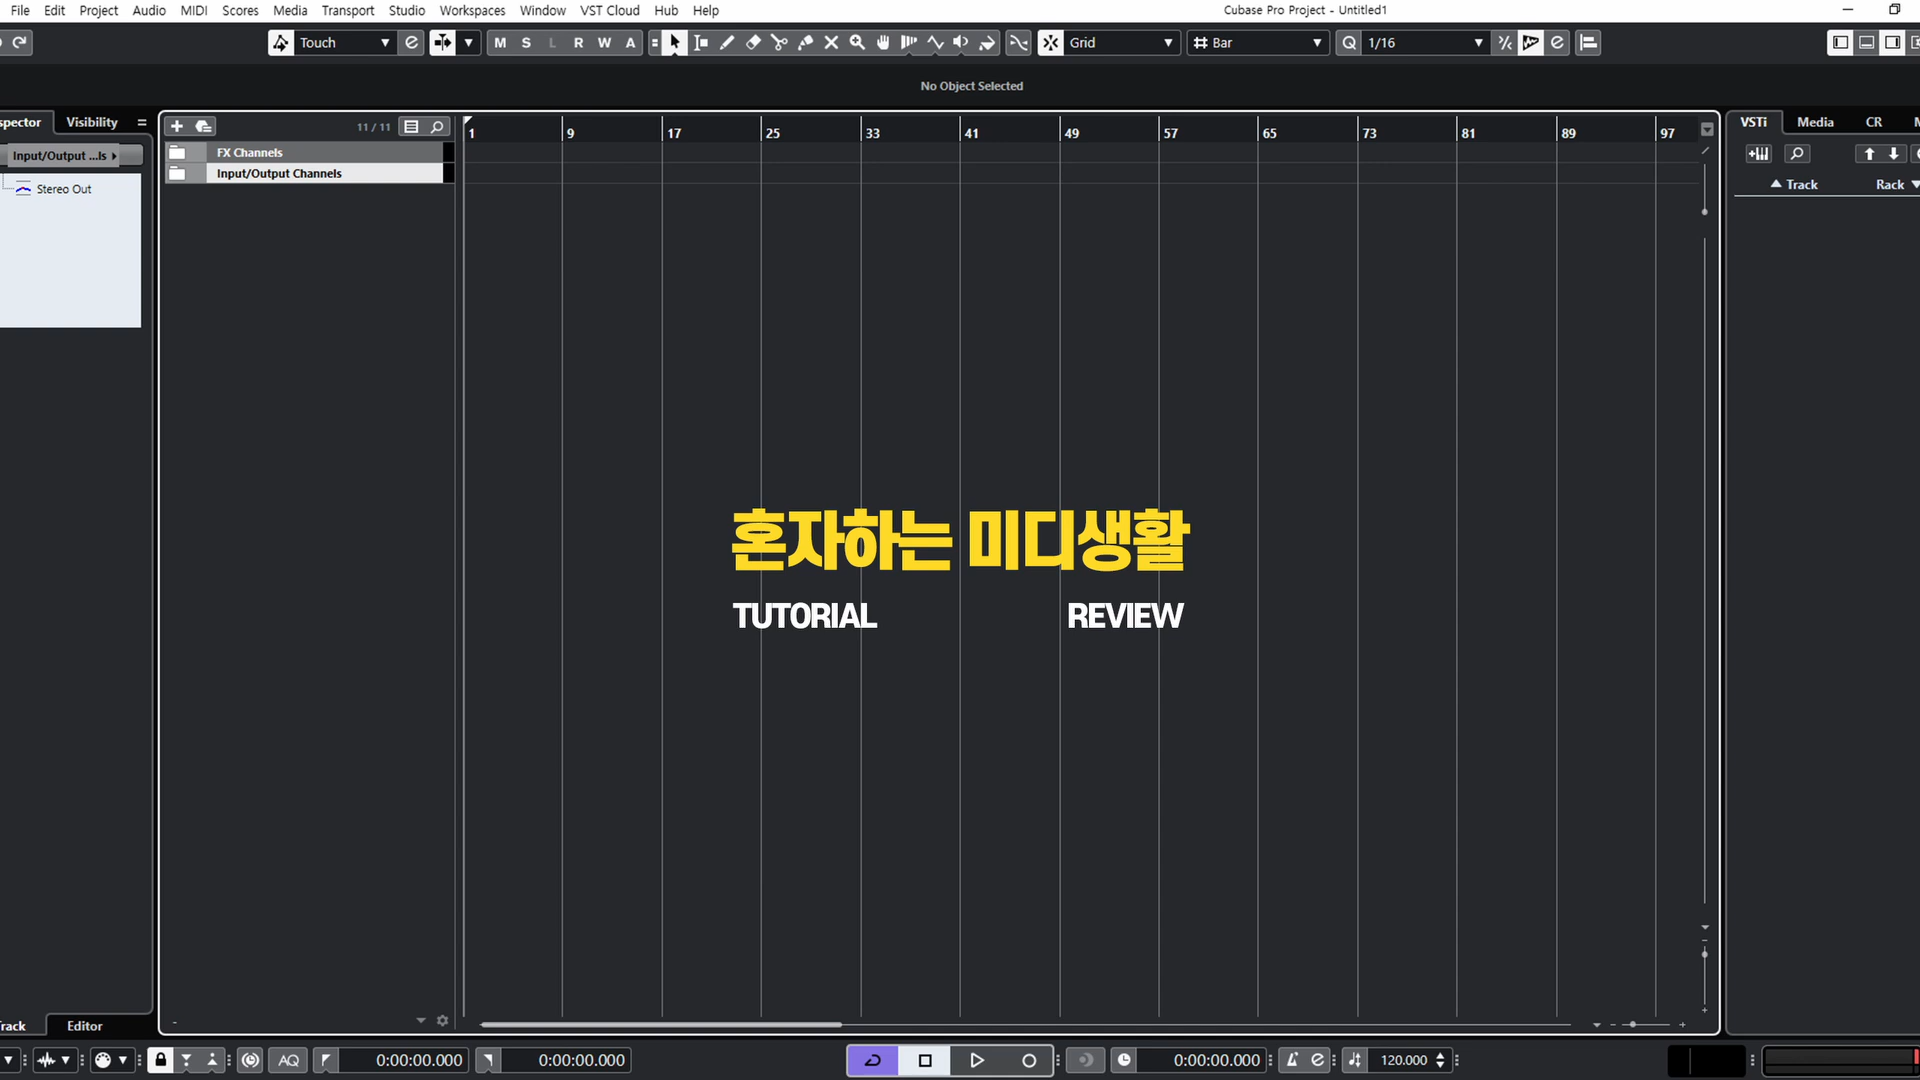 File Edit Project Audio MIDI Scores Media Transport Studio Workspaces Window VST Cloud Hub Help
Cubase Pro Project - Untitled1
Touch M S L R W A Grid Bar Q 1/16
No Object Selected
spector Visibility
11 / 11
1 9 17 25 33 41 49 57 65 73 81 89 97
VSTi Media CR M
FX Channels
Input/Output ...ls
Input/Output Channels
Stereo Out
Track Rack
혼자하는 미디생활
TUTORIAL REVIEW
rack Editor
AQ 0:00:00.000 0:00:00.000 0:00:00.000 120.000